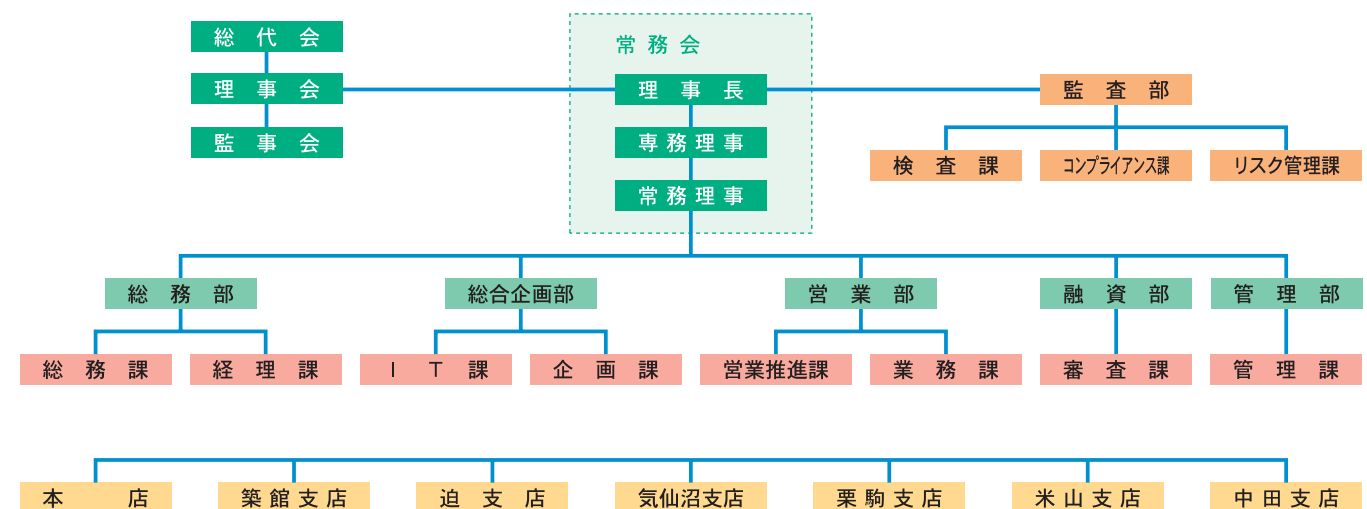 総代会
常務会
理事会
理事長
監査部
監事会
専務理事
検査課
コンプライアンス課
リスク管理課
常務理事
総務部
総合企画部
営業部
融資部
管理部
総務課
経理課
IT課
企画課
営業推進課
業務課
審査課
管理課
本店
築館支店
迫支店
気仙沼支店
栗駒支店
米山支店
中田支店